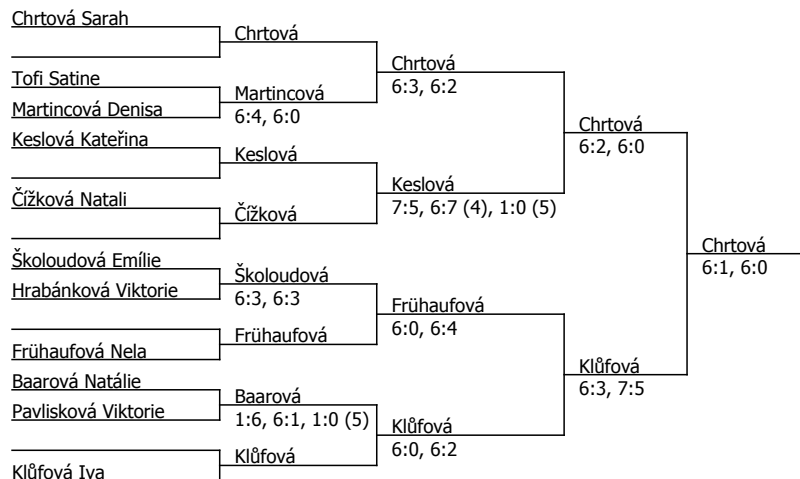 Chrtová Sarah
Tofi Satine
Martincová Denisa
Keslová Kateřina
Čížková Natali
Školoudová Emílie
Hrabánková Viktorie
Frühaufová Nela
Baarová Natálie
Pavlisková Viktorie
Klůfová Iva
Chrtová
Martincová
6:4, 6:0
Keslová
Čížková
Školoudová
6:3, 6:3
Frühaufová
Baarová
1:6, 6:1, 1:0 (5)
Klůfová
Chrtová
6:3, 6:2
Keslová
7:5, 6:7 (4), 1:0 (5)
Frühaufová
6:0, 6:4
Klůfová
6:0, 6:2
Chrtová
6:2, 6:0
Klůfová
6:3, 7:5
Chrtová
6:1, 6:0